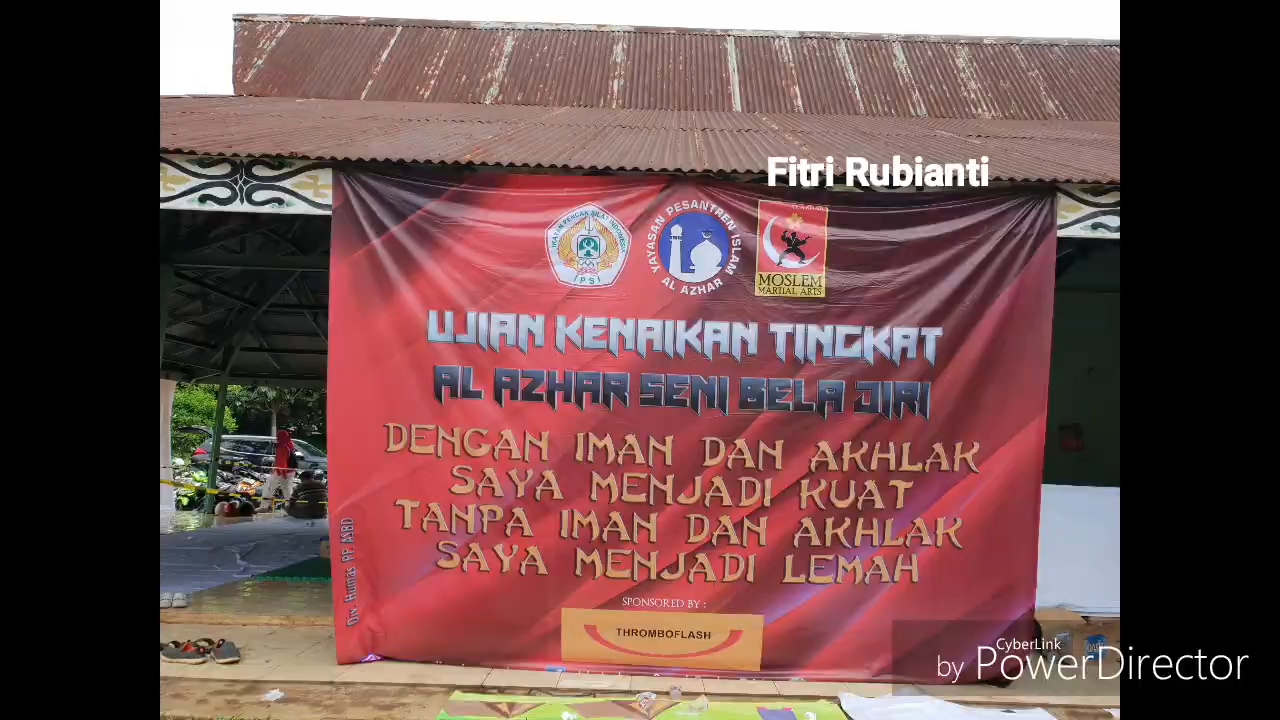 Fitri Rubianti
IKATAN PENCAK SILAT INDONESIA
IPSI
YAYASAN PESANTREN ISLAM
AL AZHAR
MOSLEM
MARTIAL ARTS
UJIAN KENAIKAN TINGKAT
AL AZHAR SENI BELA DIRI
DENGAN IMAN DAN AKHLAK
SAYA MENJADI KUAT
TANPA IMAN DAN AKHLAK
SAYA MENJADI LEMAH
Div. Humas PP. ASBD
SPONSORED BY :
THROMBOFLASH
CyberLink
by PowerDirector